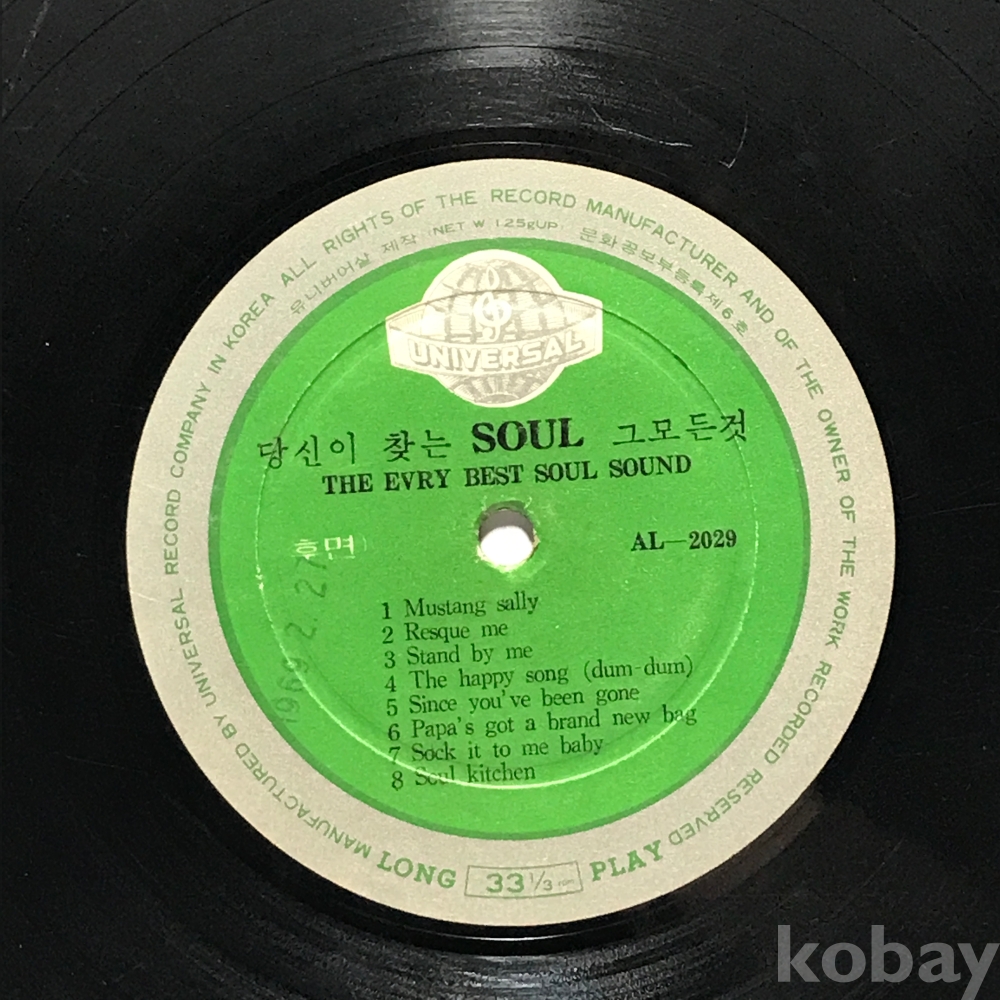 MANUFACTURED BY UNIVERSAL RECORD COMPANY IN KOREA ALL RIGHTS OF THE RECORD MANUFACTURER AND OF THE OWNER OF THE WORK RECORDED RESERVED
유니버어살 제작 (NET W 125gUP) 문화공보부등록제6호
UNIVERSAL
당신이 찾는 SOUL 그모든것
THE EVRY BEST SOUL SOUND
후면)
AL—2029
1969.2.27
1 Mustang sally
2 Resque me
3 Stand by me
4 The happy song (dum-dum)
5 Since you've been gone
6 Papa's got a brand new bag
7 Sock it to me baby
8 Soul kitchen
LONG 33 1/3 rpm PLAY
kobay